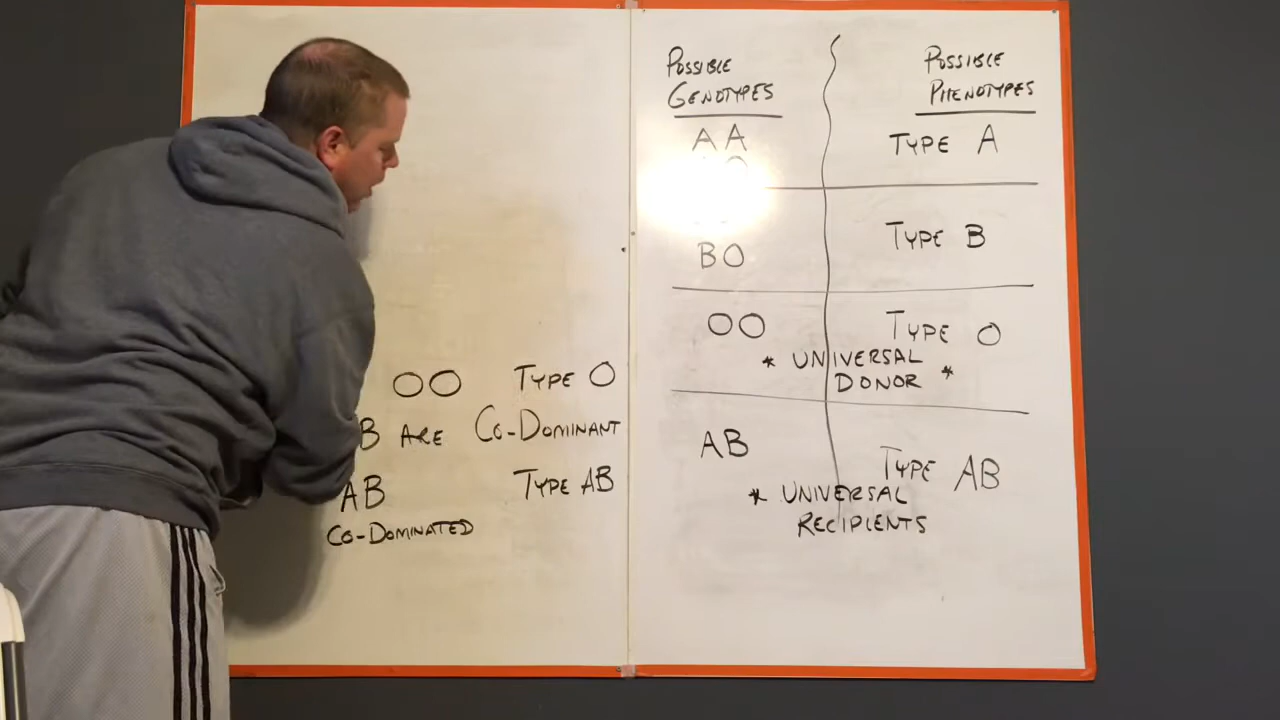 OO TYPE O
B ARE CO-DOMINANT
AB TYPE AB
CO-DOMINATED
POSSIBLE GENOTYPES
POSSIBLE PHENOTYPES
AA
TYPE A
BO
TYPE B
OO
TYPE O
* UNIVERSAL
DONOR *
AB
TYPE AB
* UNIVERSAL
RECIPIENTS